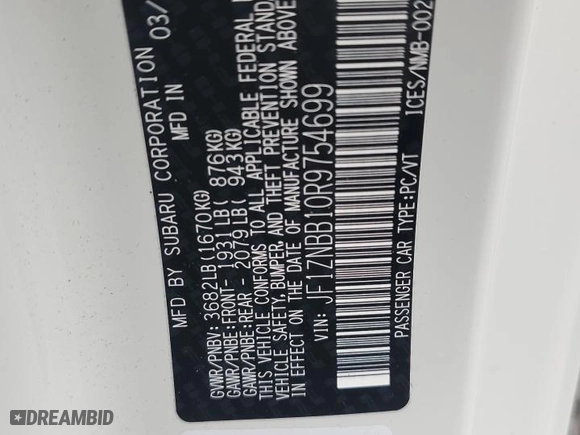 MFD BY SUBARU CORPORATION 03/
MFD IN
GVWR/PNBV: 3682LB(1670KG)
GAWR/PNBE:FRONT- 1931LB( 876KG)
GAWR/PNBE:REAR - 2079LB( 943KG)
THIS VEHICLE CONFORMS TO ALL APPLICABLE FEDERAL
VEHICLE SAFETY, BUMPER, AND THEFT PREVENTION STAN
IN EFFECT ON THE DATE OF MANUFACTURE SHOWN ABOVE
VIN: JF1ZNBB10R9754699
PASSENGER CAR TYPE:PC/VT ICES/NMB-002
DREAMBID